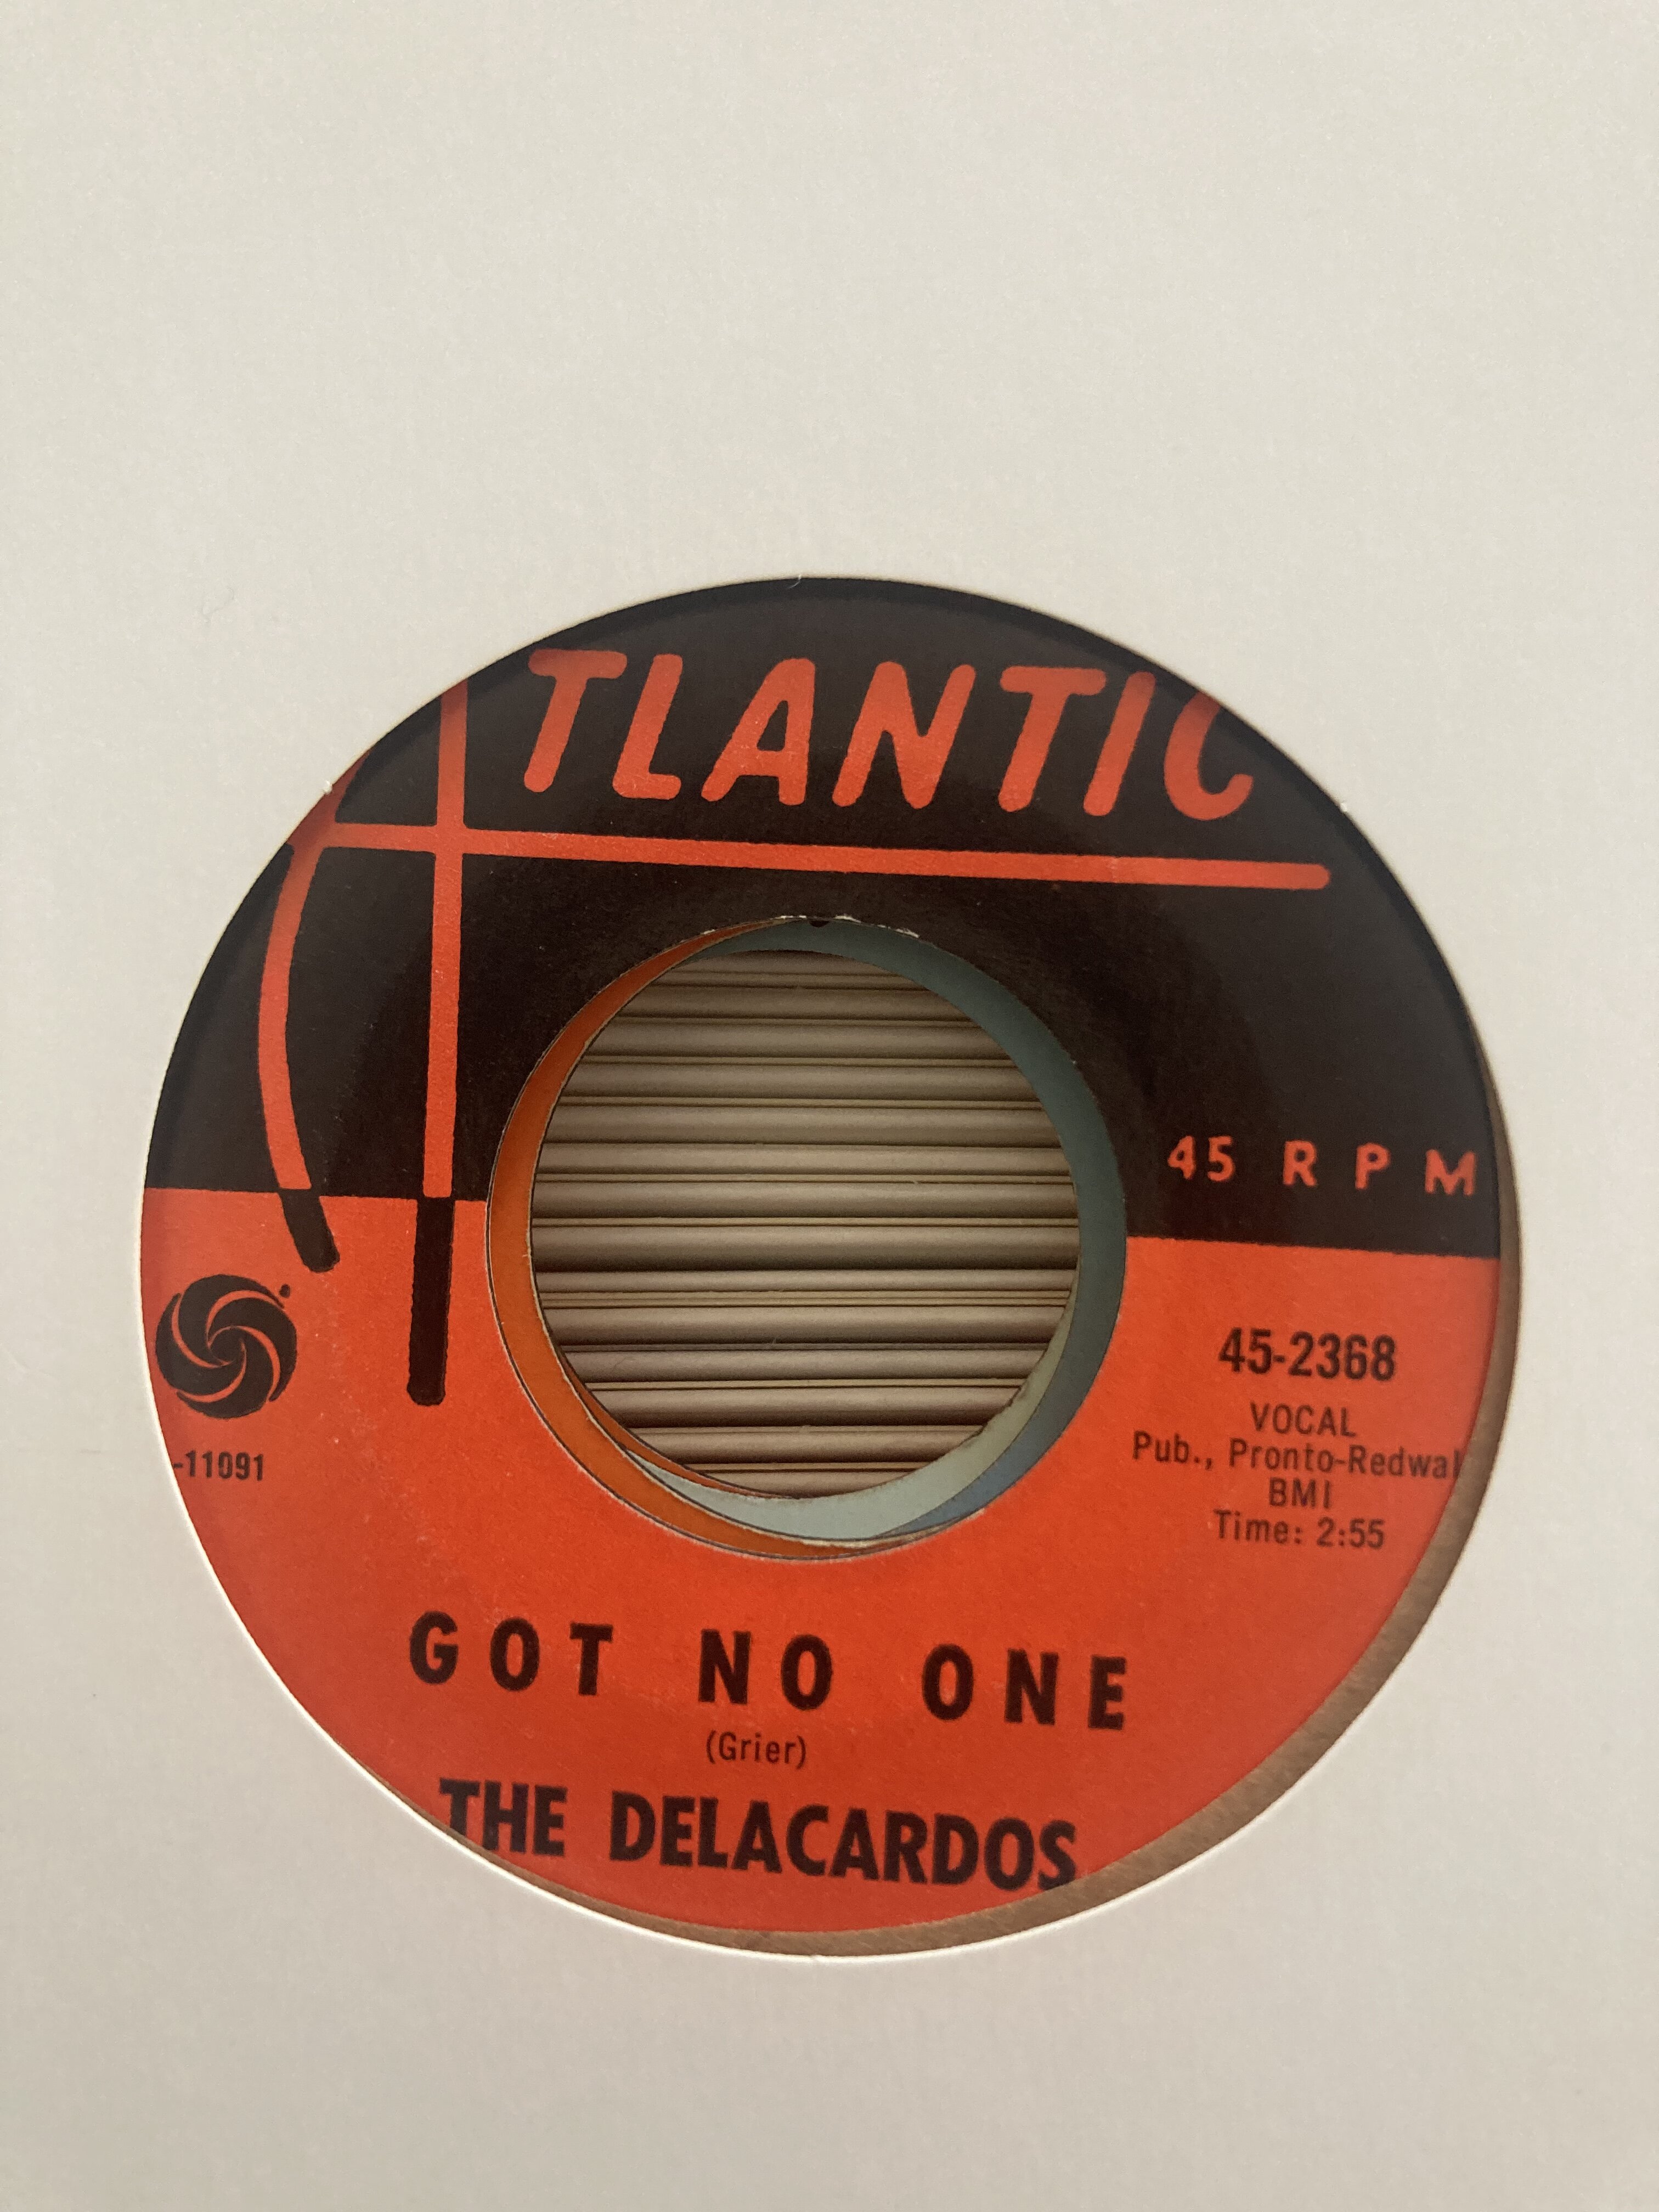 ATLANTIC
45 RPM
45-2368
VOCAL
Pub., Pronto-Redwal
BMI
Time: 2:55
-11091
GOT NO ONE
(Grier)
THE DELACARDOS